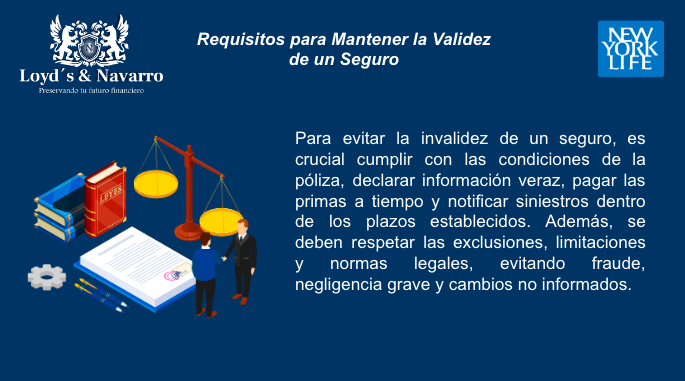 Requisitos para Mantener la Validez
de un Seguro
Loyd´s & Navarro
Preservando tu futuro financiero
NEW
YORK
LIFE
LEYES
Para evitar la invalidez de un seguro, es
crucial cumplir con las condiciones de la
póliza, declarar información veraz, pagar las
primas a tiempo y notificar siniestros dentro
de los plazos establecidos. Además, se
deben respetar las exclusiones, limitaciones
y normas legales, evitando fraude,
negligencia grave y cambios no informados.